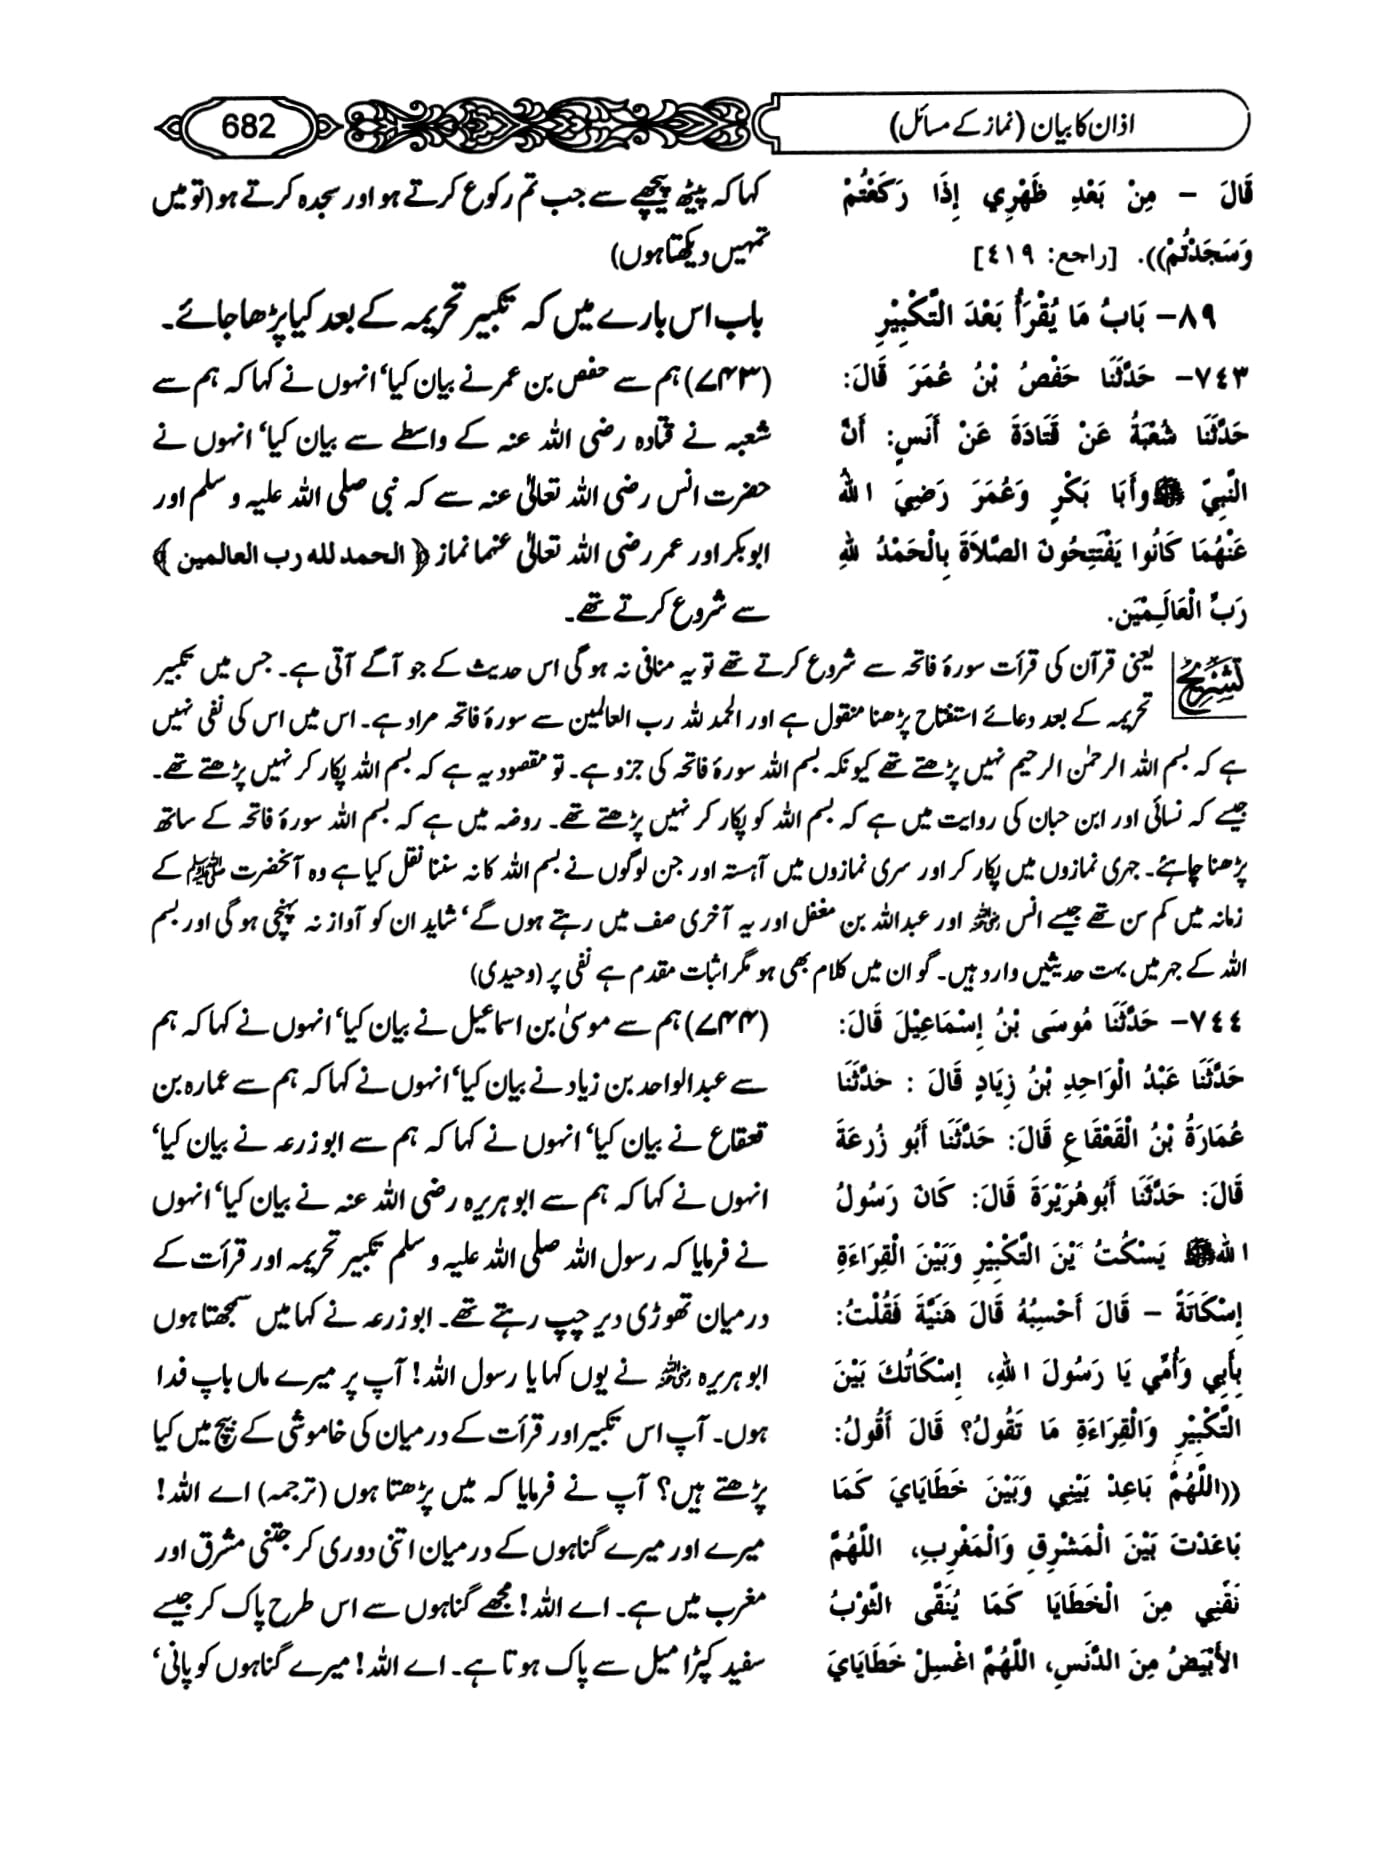 اذان کا بیان (نماز کے مسائل)
682
قَالَ – مِنْ بَعْدِ ظَهْرِي إِذَا رَكَعْتُمْ
وَسَجَدْتُمْ)). [راجع: ٤١٩]
٨٩– بَابُ مَا يُقْرَأُ بَعْدَ التَّكْبِيْرِ
٧٤٣– حَدَّثَنَا حَفْصُ بْنُ عُمَرَ قَالَ:
حَدَّثَنَا شُعْبَةُ عَنْ قَتَادَةَ عَنْ أَنَسٍ: أَنَّ
النَّبِيَّ ﷺ وَأَبَا بَكْرٍ وَعُمَرَ رَضِيَ اللهُ
عَنْهُمَا كَانُوا يَفْتَتِحُونَ الصَّلاَةَ بِالْحَمْدُ للهِ
رَبِّ الْعَالَمِيْن.
کہا کہ پیٹھ پیچھے سے جب تم رکوع کرتے ہو اور سجدہ کرتے ہو (تو میں
تمہیں دیکھتا ہوں)
باب اس بارے میں کہ تکبیر تحریمہ کے بعد کیا پڑھا جائے۔
(۷۴۳) ہم سے حفص بن عمر نے بیان کیا‘ انہوں نے کہا کہ ہم سے
شعبہ نے قتادہ رضی اللہ عنہ کے واسطے سے بیان کیا‘ انہوں نے
حضرت انس رضی اللہ تعالیٰ عنہ سے کہ نبی صلی اللہ علیہ و سلم اور
ابوبکر اور عمر رضی اللہ تعالیٰ عنہما نماز ﴿ الحمد لله رب العالمين ﴾
سے شروع کرتے تھے۔
تشریح یعنی قرآن کی قرأت سورۂ فاتحہ سے شروع کرتے تھے تو یہ منافی نہ ہوگی اس حدیث کے جو آگے آتی ہے۔ جس میں تکبیر
تحریمہ کے بعد دعائے استفتاح پڑھنا منقول ہے اور الحمد للہ رب العالمین سے سورۂ فاتحہ مراد ہے۔ اس میں اس کی نفی نہیں
ہے کہ بسم اللہ الرحمٰن الرحیم نہیں پڑھتے تھے کیونکہ بسم اللہ سورۂ فاتحہ کی جزو ہے۔ تو مقصود یہ ہے کہ بسم اللہ پکار کر نہیں پڑھتے تھے۔
جیسے کہ نسائی اور ابن حبان کی روایت میں ہے کہ بسم اللہ کو پکار کر نہیں پڑھتے تھے۔ روضہ میں ہے کہ بسم اللہ سورۂ فاتحہ کے ساتھ
پڑھنا چاہئے۔ جہری نمازوں میں پکار کر اور سری نمازوں میں آہستہ اور جن لوگوں نے بسم اللہ کا نہ سننا نقل کیا ہے وہ آنحضرت ﷺ کے
زمانہ میں کم سن تھے جیسے انس رضی اللہ عنہ اور عبداللہ بن مغفل اور یہ آخری صف میں رہتے ہوں گے‘ شاید ان کو آواز نہ پہنچی ہو گی اور بسم
اللہ کے جہر میں بہت حدیثیں وارد ہیں۔ گو ان میں کلام بھی ہو مگر اثبات مقدم ہے نفی پر (وحیدی)
٧٤٤– حَدَّثَنَا مُوسَى بْنُ إِسْمَاعِيْلَ قَالَ:
حَدَّثَنَا عَبْدُ الْوَاحِدِ بْنُ زِيَادٍ قَالَ : حَدَّثَنَا
عُمَارَةُ بْنُ الْقَعْقَاعِ قَالَ: حَدَّثَنَا أَبُو زُرعَةَ
قَالَ: حَدَّثَنَا أَبُوهُرَيْرَةَ قَالَ: كَانَ رَسُولُ
اللهِ ﷺ يَسْكُتُ بَيْنَ التَّكْبِيْرِ وَبَيْنَ الْقِرَاءَةِ
إِسْكَاتَةً – قَالَ أَحْسِبُهُ قَالَ هَنَيَّةَ فَقُلْتُ:
بِأَبِي وَأُمِّي يَا رَسُولَ اللهِ، إِسْكَاتُكَ بَيْنَ
التَّكْبِيْرِ وَالْقِرَاءَةِ مَا تَقُولُ؟ قَالَ أَقُولُ:
((اللَّهُمَّ بَاعِدْ بَيْنِي وَبَيْنَ خَطَايَايَ كَمَا
بَاعَدْتَ بَيْنَ الْمَشْرِقِ وَالْمَغْرِبِ، اللَّهُمَّ
نَقِّنِي مِنَ الْخَطَايَا كَمَا يُنَقَّى الثَّوْبُ
الأَبْيَضُ مِنَ الدَّنَسِ، اللَّهُمَّ اغْسِلْ خَطَايَايَ
(۷۴۴) ہم سے موسیٰ بن اسماعیل نے بیان کیا‘ انہوں نے کہا کہ ہم
سے عبدالواحد بن زیاد نے بیان کیا‘ انہوں نے کہا کہ ہم سے عمارہ بن
قعقاع نے بیان کیا‘ انہوں نے کہا کہ ہم سے ابو زرعہ نے بیان کیا‘
انہوں نے کہا کہ ہم سے ابو ہریرہ رضی اللہ عنہ نے بیان کیا‘ انہوں
نے فرمایا کہ رسول اللہ صلی اللہ علیہ و سلم تکبیر تحریمہ اور قرأت کے
درمیان تھوڑی دیر چپ رہتے تھے۔ ابو زرعہ نے کہا میں سمجھتا ہوں
ابو ہریرہ رضی اللہ عنہ نے یوں کہا یا رسول اللہ! آپ پر میرے ماں باپ فدا
ہوں۔ آپ اس تکبیر اور قرأت کے درمیان کی خاموشی کے بیچ میں کیا
پڑھتے ہیں؟ آپ نے فرمایا کہ میں پڑھتا ہوں (ترجمہ) اے اللہ!
میرے اور میرے گناہوں کے درمیان اتنی دوری کر جتنی مشرق اور
مغرب میں ہے۔ اے اللہ! مجھے گناہوں سے اس طرح پاک کر جیسے
سفید کپڑا میل سے پاک ہوتا ہے۔ اے اللہ! میرے گناہوں کو پانی‘